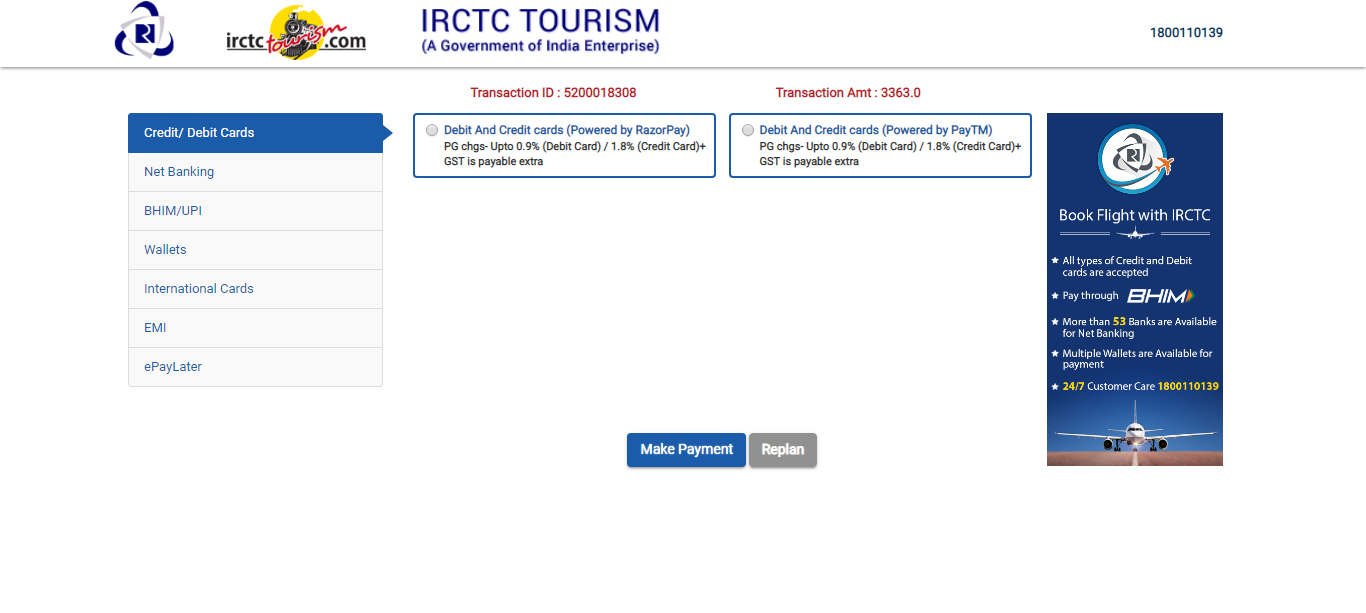 irctc tourism.com
IRCTC TOURISM
(A Government of India Enterprise)
1800110139
Transaction ID : 5200018308
Transaction Amt : 3363.0
Credit/ Debit Cards
Net Banking
BHIM/UPI
Wallets
International Cards
EMI
ePayLater
Debit And Credit cards (Powered by RazorPay)
PG chgs- Upto 0.9% (Debit Card) / 1.8% (Credit Card)+
GST is payable extra
Debit And Credit cards (Powered by PayTM)
PG chgs- Upto 0.9% (Debit Card) / 1.8% (Credit Card)+
GST is payable extra
Make Payment
Replan
Book Flight with IRCTC
All types of Credit and Debit
cards are accepted
Pay through BHIM
More than 53 Banks are Available
for Net Banking
Multiple Wallets are Available for
payment
24/7 Customer Care 1800110139